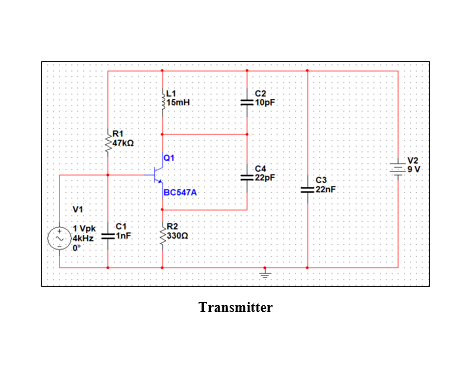 L1
15mH
C2
10pF
R1
47kΩ
Q1
BC547A
C4
22pF
C3
22nF
V2
9 V
V1
1 Vpk
4kHz
0°
C1
1nF
R2
330Ω
Transmitter